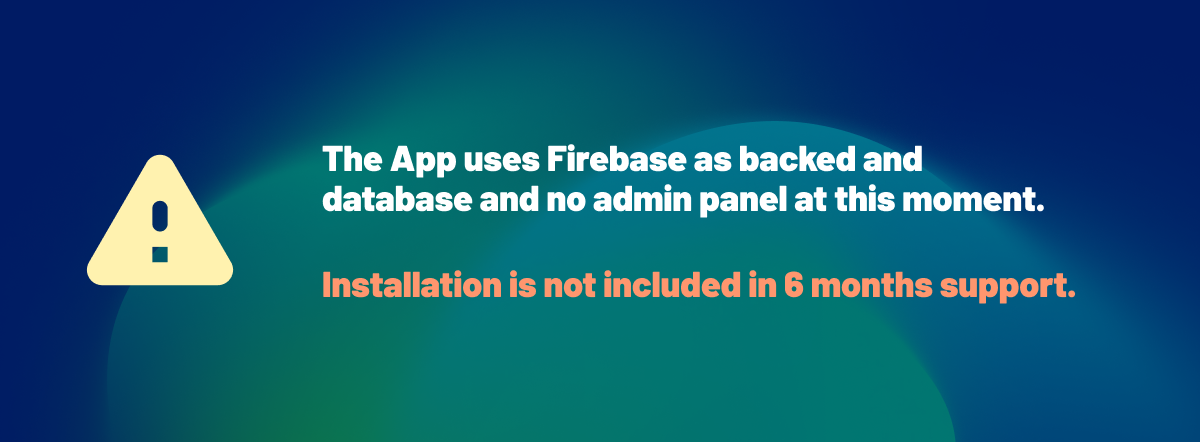 The App uses Firebase as backed and
database and no admin panel at this moment.
Installation is not included in 6 months support.